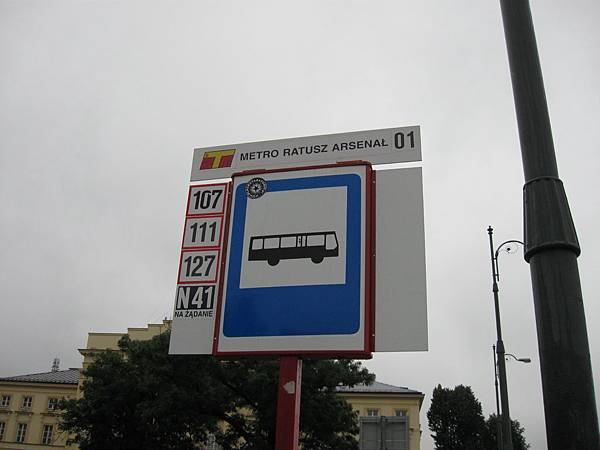 METRO RATUSZ ARSENAŁ 01
107
111
127
N41
NA ŻĄDANIE